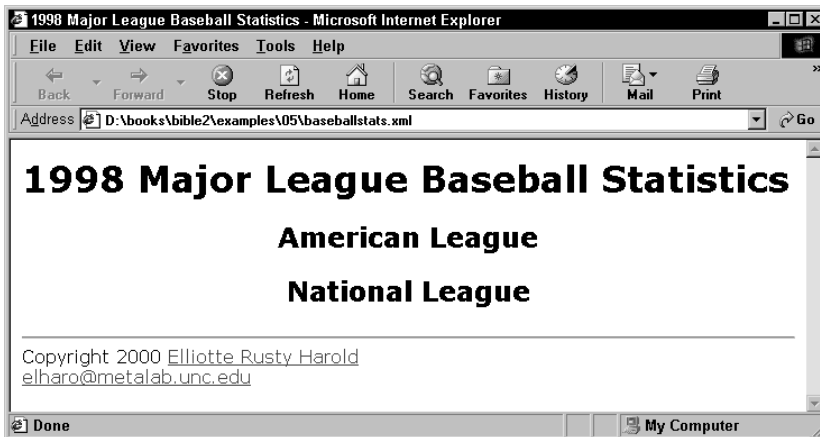 1998 Major League Baseball Statistics - Microsoft Internet Explorer
File Edit View Favorites Tools Help
Back Forward Stop Refresh Home Search Favorites History Mail Print »
Address D:\books\bible2\examples\05\baseballstats.xml Go
1998 Major League Baseball Statistics
American League
National League
Copyright 2000 Elliotte Rusty Harold
elharo@metalab.unc.edu
Done My Computer